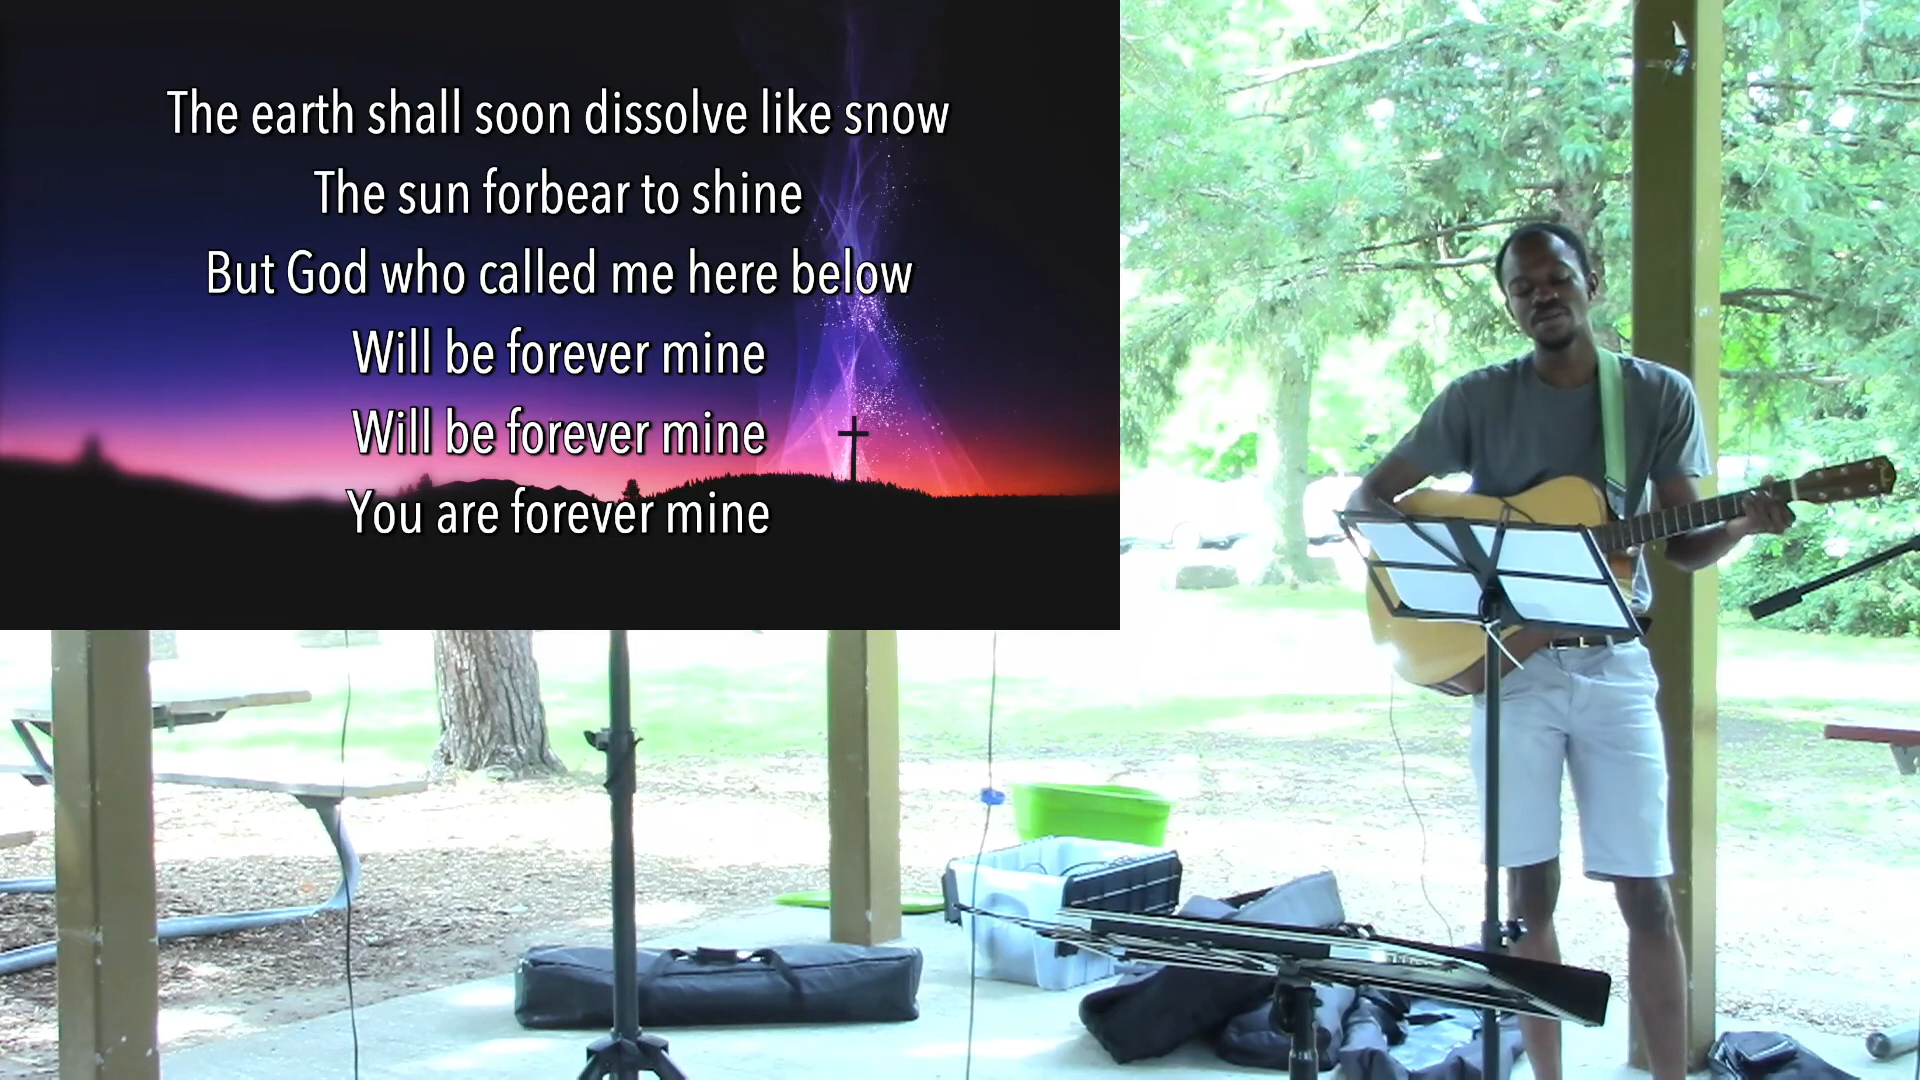 The earth shall soon dissolve like snow
The sun forbear to shine
But God who called me here below
Will be forever mine
Will be forever mine
You are forever mine